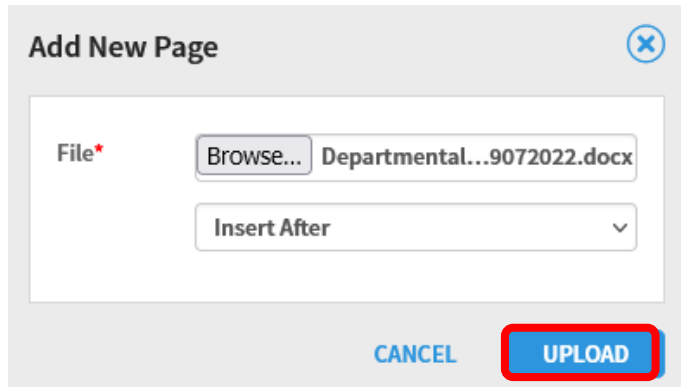 Add New Page
File*
Browse... Departmental...9072022.docx
Insert After
CANCEL UPLOAD